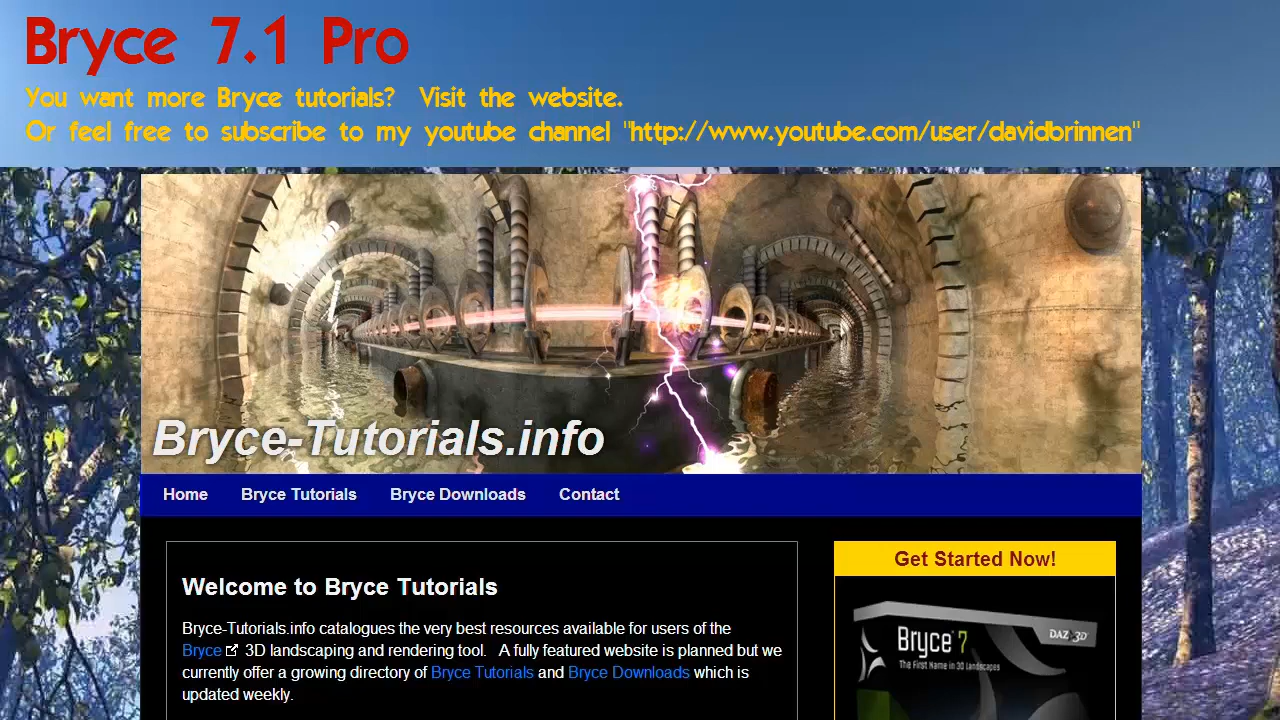 Bryce 7.1 Pro
You want more Bryce tutorials? Visit the website.
Or feel free to subscribe to my youtube channel "http://www.youtube.com/user/davidbrinnen"
Bryce-Tutorials.info
Home Bryce Tutorials Bryce Downloads Contact
Welcome to Bryce Tutorials
Bryce-Tutorials.info catalogues the very best resources available for users of the
Bryce 3D landscaping and rendering tool. A fully featured website is planned but we
currently offer a growing directory of Bryce Tutorials and Bryce Downloads which is
updated weekly.
Get Started Now!
DAZ 3D
Bryce 7
The First Name in 3D landscapes